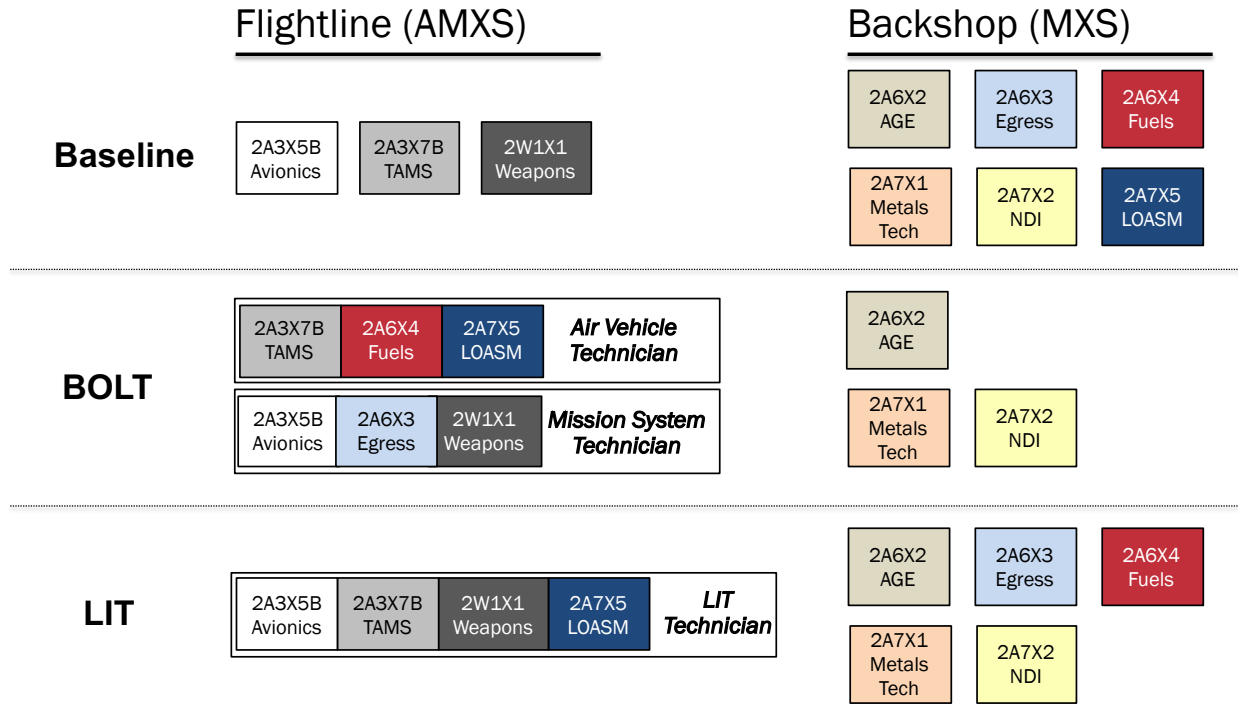 Flightline (AMXS)
Backshop (MXS)
Baseline
2A3X5B
Avionics
2A3X7B
TAMS
2W1X1
Weapons
2A6X2
AGE
2A6X3
Egress
2A6X4
Fuels
2A7X1
Metals
Tech
2A7X2
NDI
2A7X5
LOASM
BOLT
2A3X7B
TAMS
2A6X4
Fuels
2A7X5
LOASM
Air Vehicle
Technician
2A3X5B
Avionics
2A6X3
Egress
2W1X1
Weapons
Mission System
Technician
2A6X2
AGE
2A7X1
Metals
Tech
2A7X2
NDI
LIT
2A3X5B
Avionics
2A3X7B
TAMS
2W1X1
Weapons
2A7X5
LOASM
LIT
Technician
2A6X2
AGE
2A6X3
Egress
2A6X4
Fuels
2A7X1
Metals
Tech
2A7X2
NDI